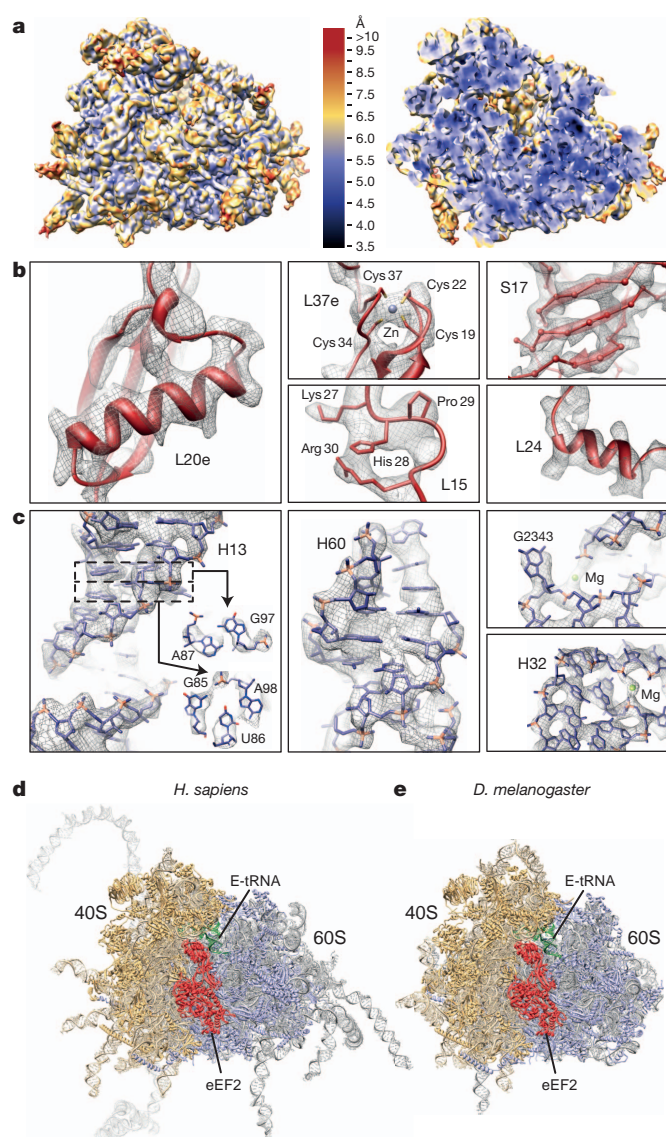 a
Å
>10
9.5
8.5
7.5
6.5
6.0
5.5
5.0
4.5
4.0
3.5
b
L20e
L37e
Cys 37
Cys 22
Zn
Cys 34
Cys 19
S17
Lys 27
Pro 29
Arg 30
His 28
L15
L24
c
H13
G97
A87
G85
A98
U86
H60
G2343
Mg
H32
Mg
d H. sapiens
E-tRNA
40S
60S
eEF2
e D. melanogaster
E-tRNA
40S
60S
eEF2